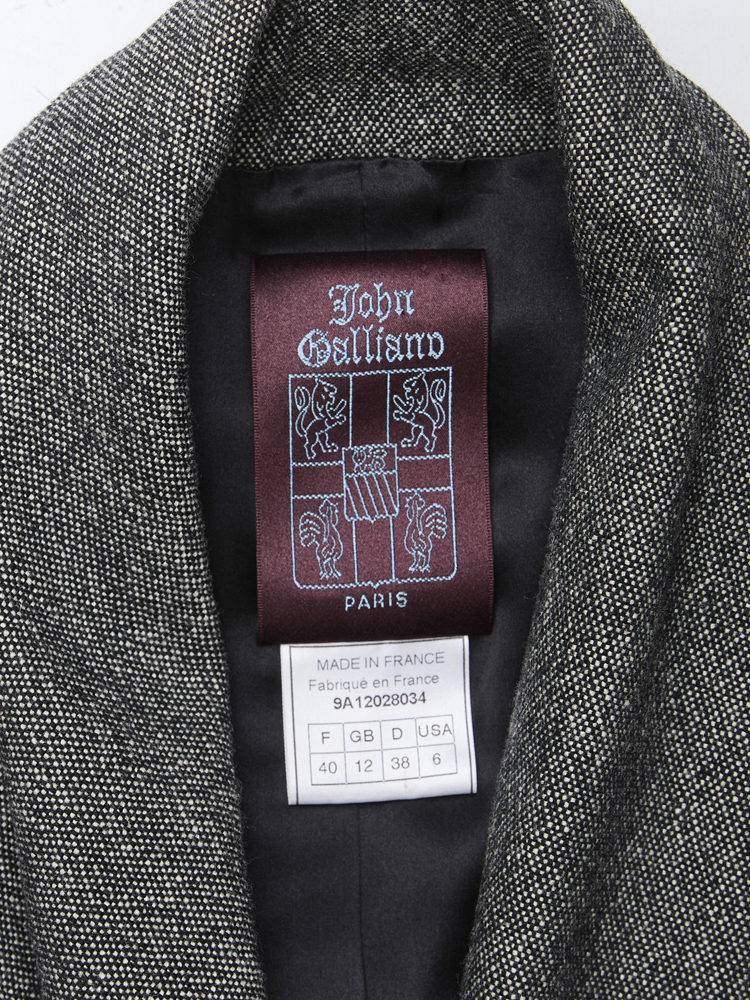 John
Galliano
PARIS
MADE IN FRANCE
Fabriqué en France
9A12028034
F GB D USA
40 12 38 6